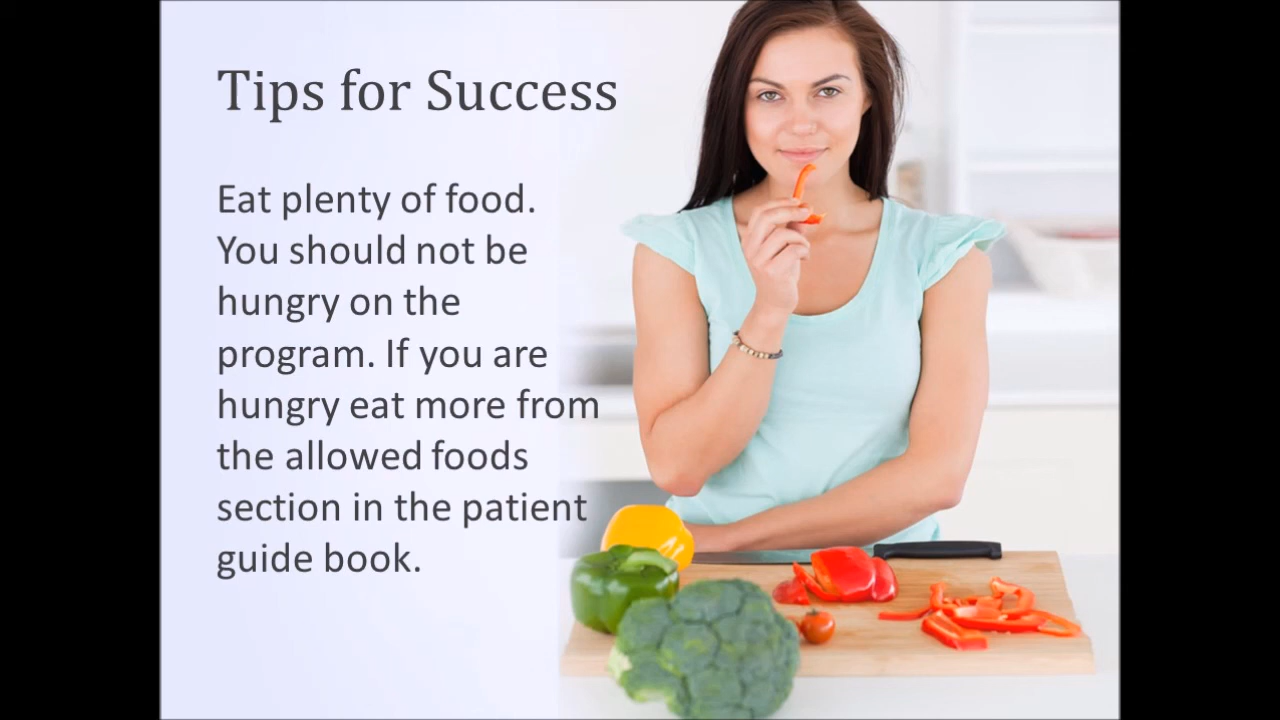 Tips for Success
Eat plenty of food.
You should not be
hungry on the
program. If you are
hungry eat more from
the allowed foods
section in the patient
guide book.